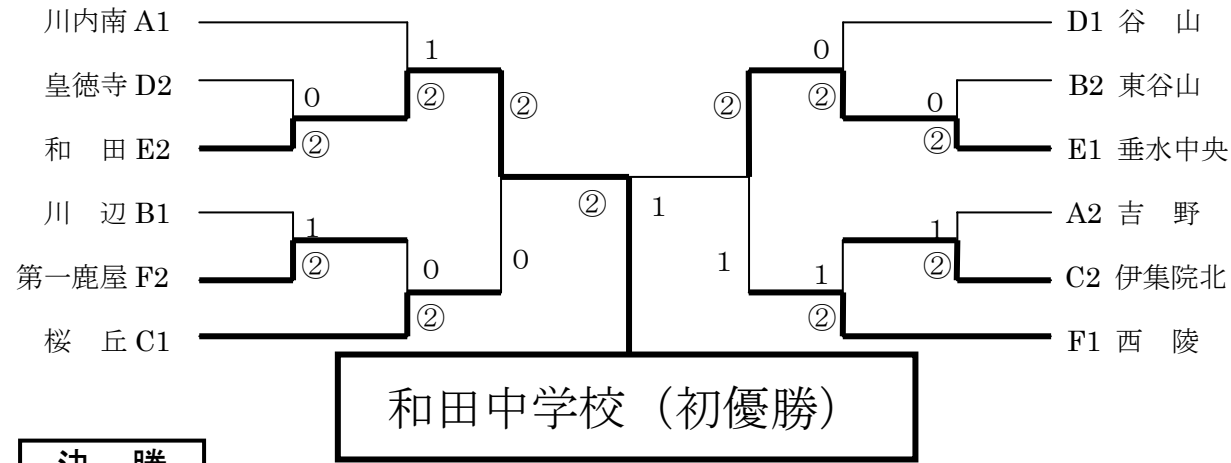 川内南 A1
皇徳寺 D2
和　田 E2
川　辺 B1
第一鹿屋 F2
桜　丘 C1
0
②
1
②
1
②
0
②
②
0
②
1
②
1
0
②
0
②
1
②
1
②
D1 谷　山
B2 東谷山
E1 垂水中央
A2 吉　野
C2 伊集院北
F1 西　陵
和田中学校（初優勝）
決　勝